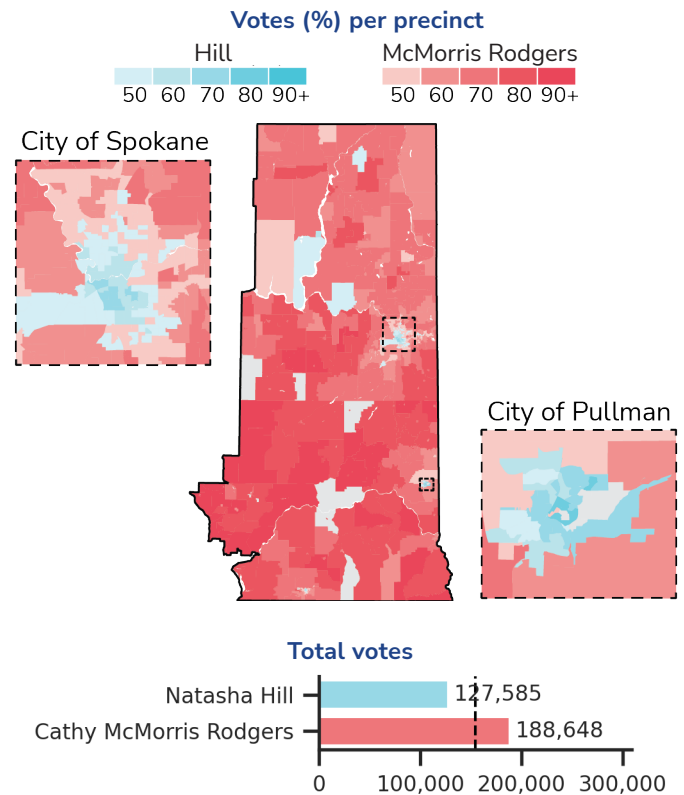 Votes (%) per precinct
Hill
McMorris Rodgers
50 60 70 80 90+
50 60 70 80 90+
City of Spokane
City of Pullman
Total votes
Natasha Hill
127,585
Cathy McMorris Rodgers
188,648
0 100,000 200,000 300,000